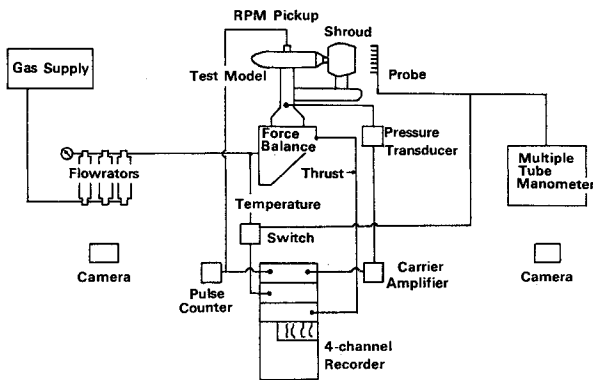 RPM Pickup
Shroud
Gas Supply
Test Model
Probe
Force
Balance
Pressure
Transducer
Multiple
Tube
Manometer
Flowrators
Thrust
Temperature
Switch
Camera
Pulse
Counter
Carrier
Amplifier
Camera
4-channel
Recorder